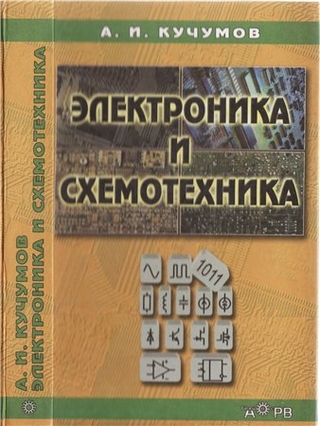 А. И. КУЧУМОВ
ЭЛЕКТРОНИКА
И
СХЕМОТЕХНИКА
1011
А. И. КУЧУМОВ
ЭЛЕКТРОНИКА И СХЕМОТЕХНИКА